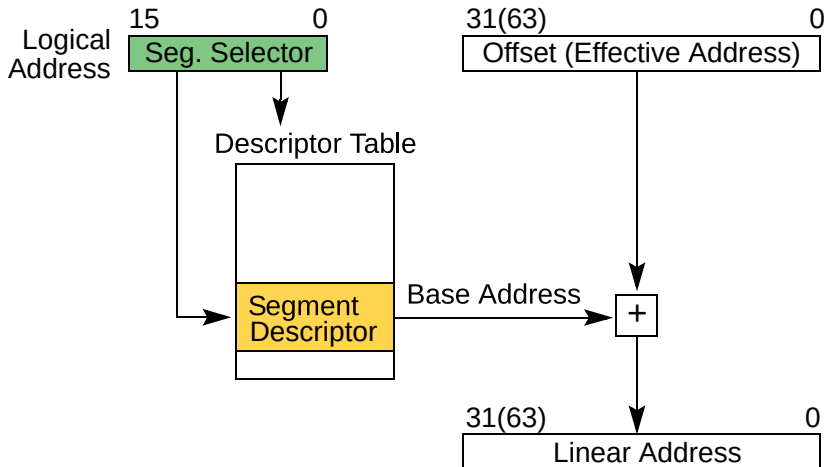 15 0 31(63) 0
Logical
Address
Seg. Selector
Offset (Effective Address)
Descriptor Table
Base Address
Segment
Descriptor
+
31(63) 0
Linear Address